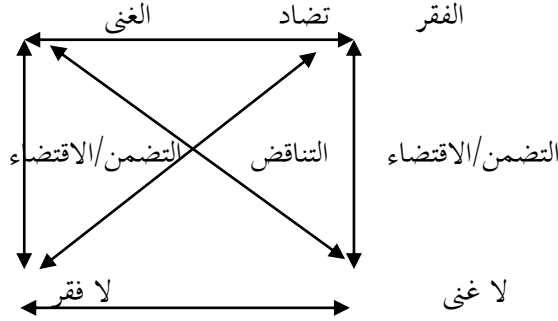 الفقر تضاد الغنى
التضمن/الاقتضاء التناقض التضمن/الاقتضاء
لا غنى لا فقر